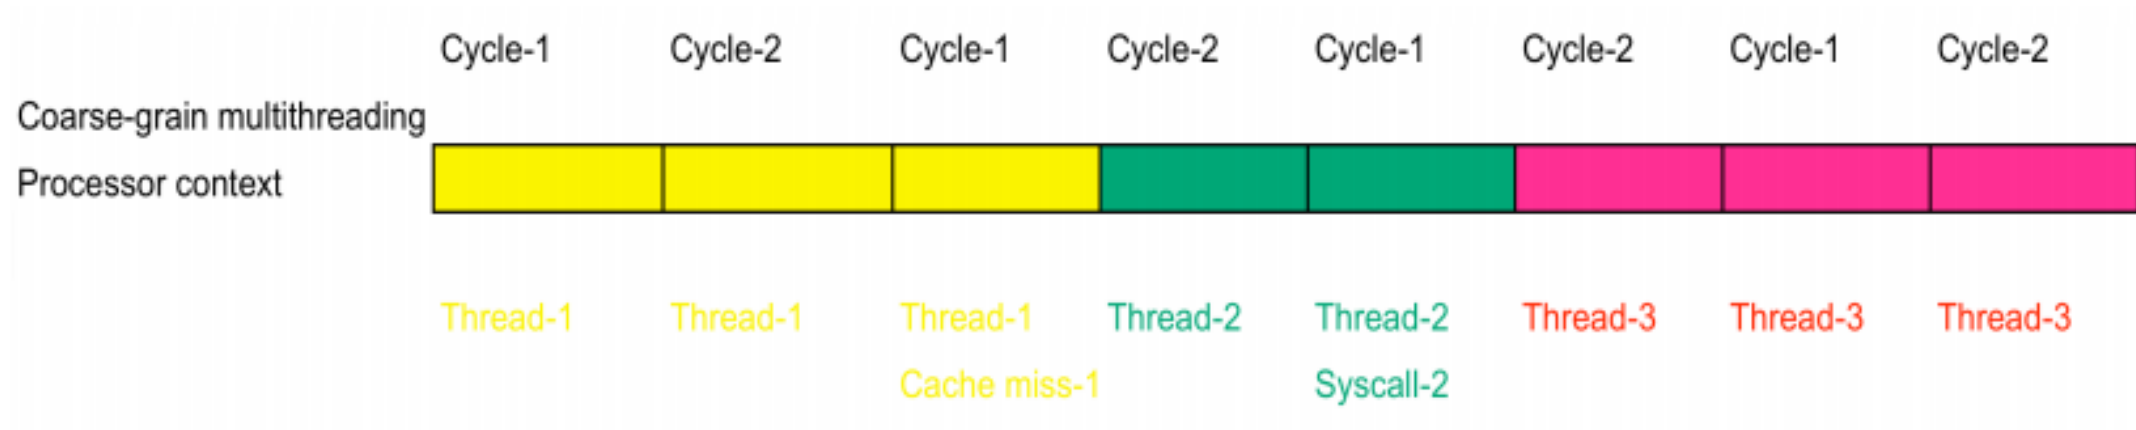 Cycle-1 Cycle-2 Cycle-1 Cycle-2 Cycle-1 Cycle-2 Cycle-1 Cycle-2
Coarse-grain multithreading
Processor context
Thread-1 Thread-1 Thread-1 Thread-2 Thread-2 Thread-3 Thread-3 Thread-3
Cache miss-1 Syscall-2